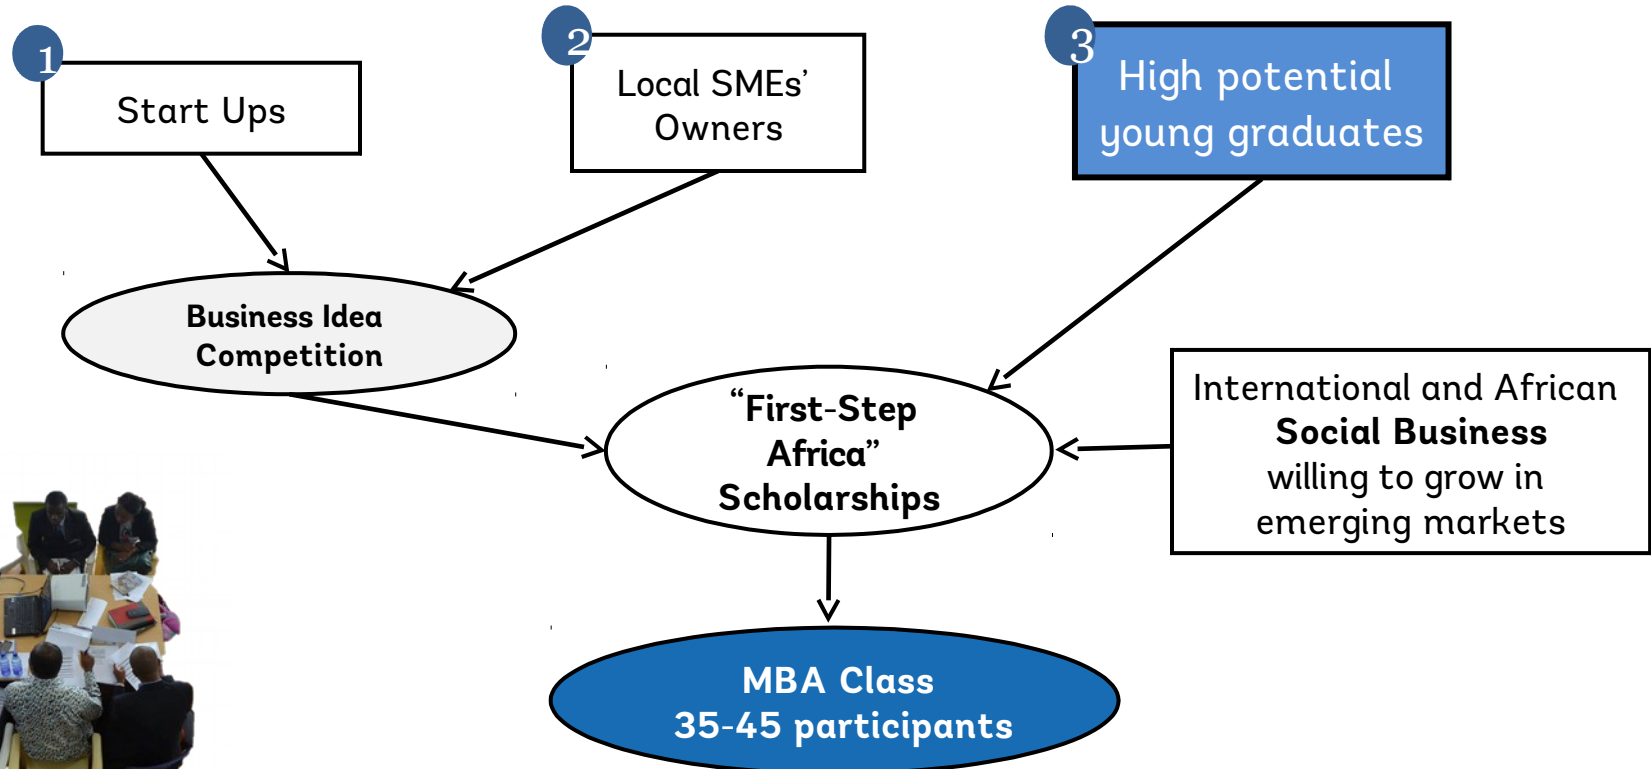 1
Start Ups
2
Local SMEs’
Owners
3
High potential
young graduates
Business Idea
Competition
“First-Step
Africa”
Scholarships
International and African
Social Business
willing to grow in
emerging markets
MBA Class
35-45 participants